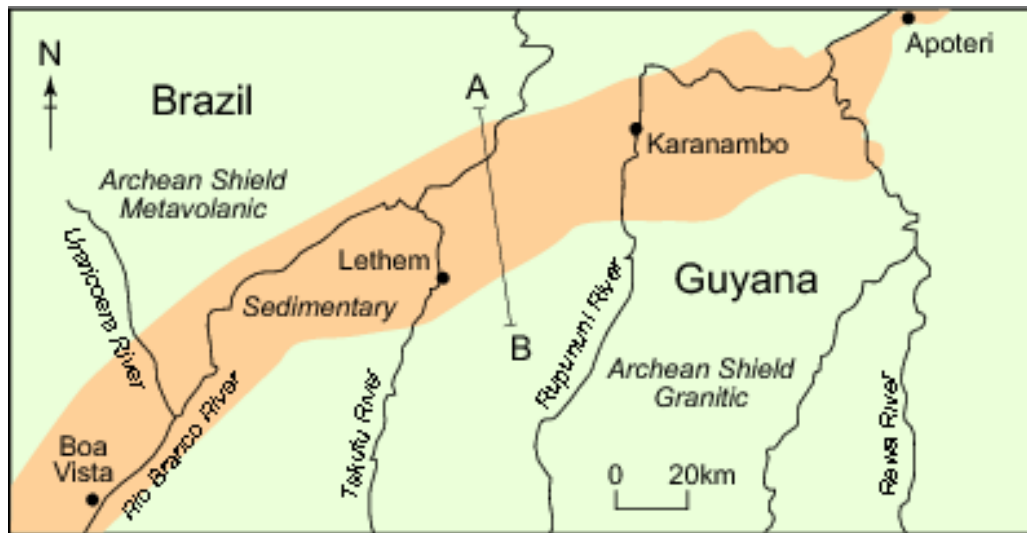 N
Brazil
Archean Shield
Metavolanic
Uraricoera River
A
Apoteri
Karanambo
Lethem
Sedimentary
Guyana
B
Rupununi River
Archean Shield
Granitic
Boa
Vista
Rio Branco River
Takutu River
0 20km
Rewa River